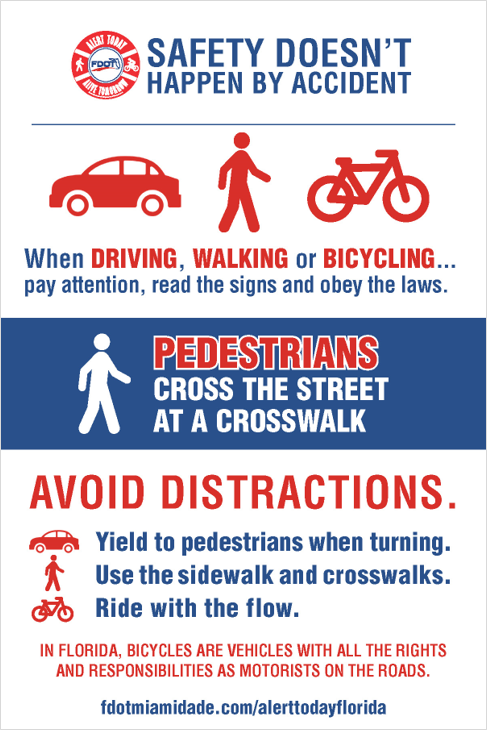 ALERT TODAY
FDOT
ALIVE TOMORROW
SAFETY DOESN'T
HAPPEN BY ACCIDENT
When DRIVING, WALKING or BICYCLING...
pay attention, read the signs and obey the laws.
PEDESTRIANS
CROSS THE STREET
AT A CROSSWALK
AVOID DISTRACTIONS.
Yield to pedestrians when turning.
Use the sidewalk and crosswalks.
Ride with the flow.
IN FLORIDA, BICYCLES ARE VEHICLES WITH ALL THE RIGHTS
AND RESPONSIBILITIES AS MOTORISTS ON THE ROADS.
fdotmiamidade.com/alerttodayflorida